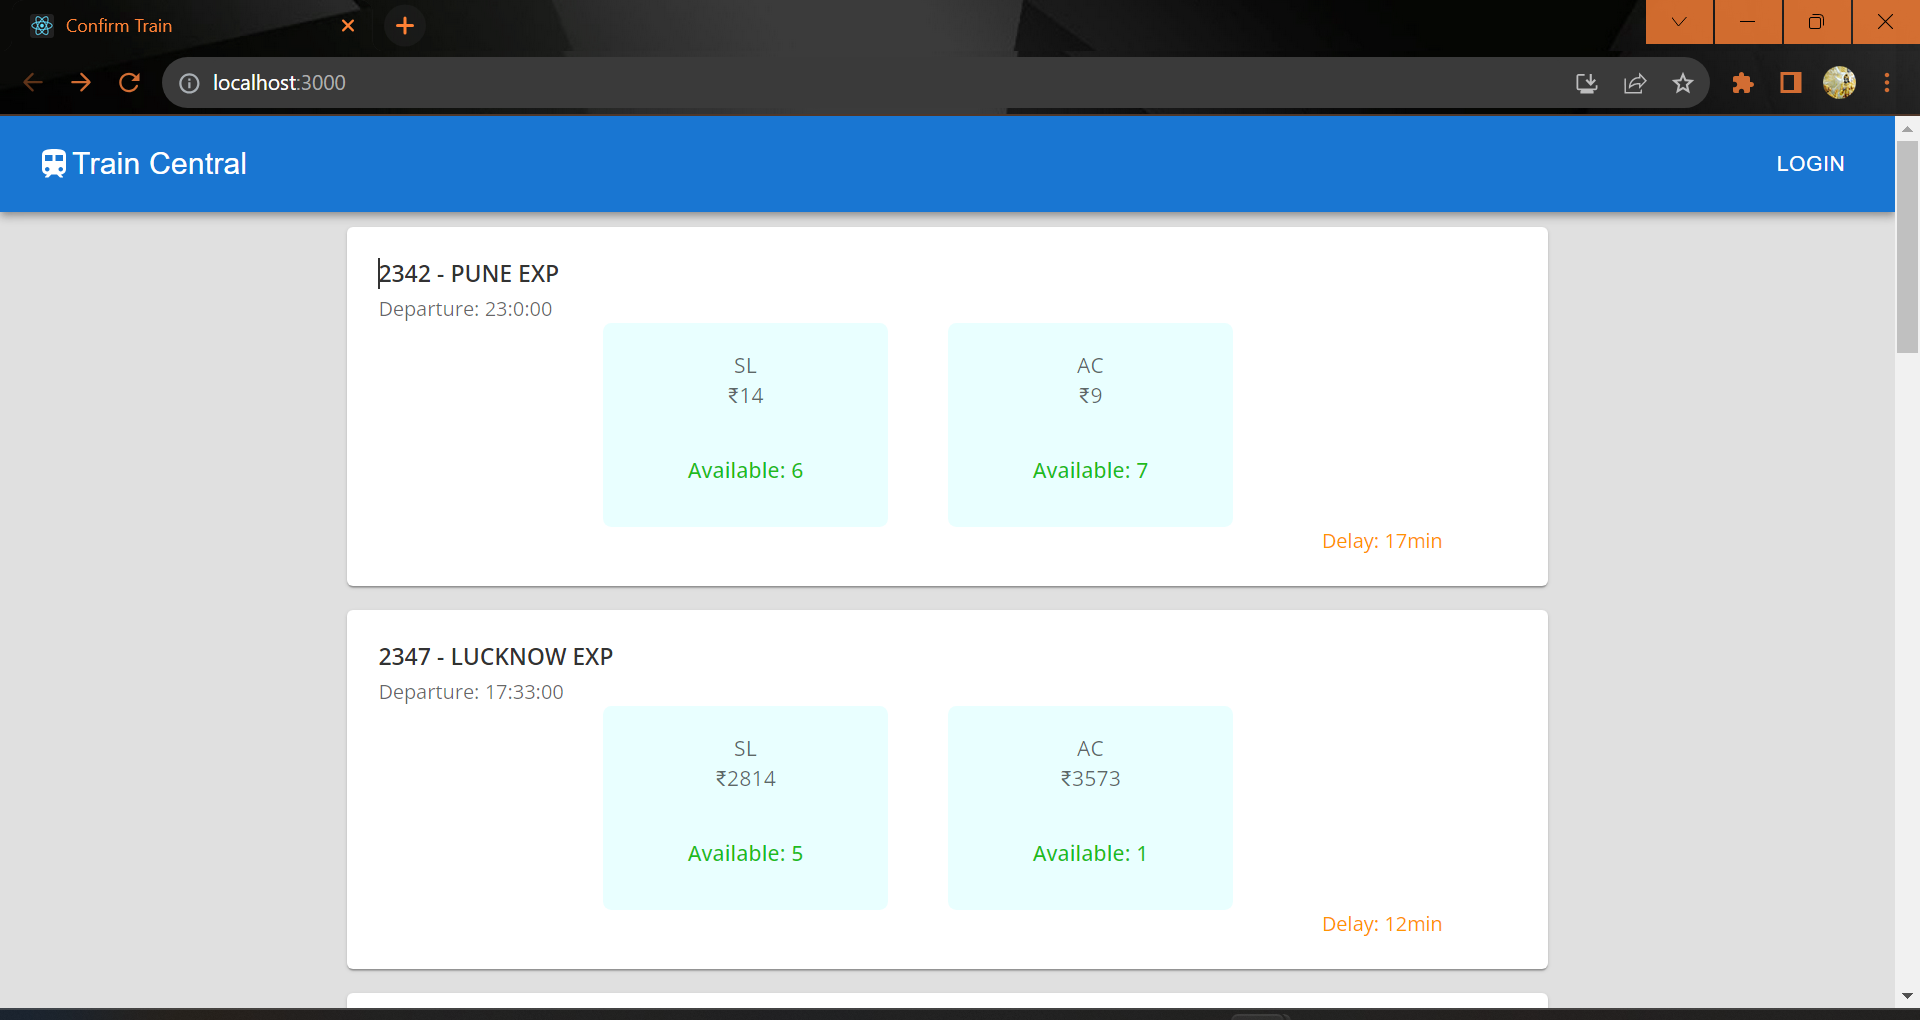 Confirm Train
localhost:3000
Train Central
LOGIN
2342 - PUNE EXP
Departure: 23:0:00
SL
₹14
Available: 6
AC
₹9
Available: 7
Delay: 17min
2347 - LUCKNOW EXP
Departure: 17:33:00
SL
₹2814
Available: 5
AC
₹3573
Available: 1
Delay: 12min